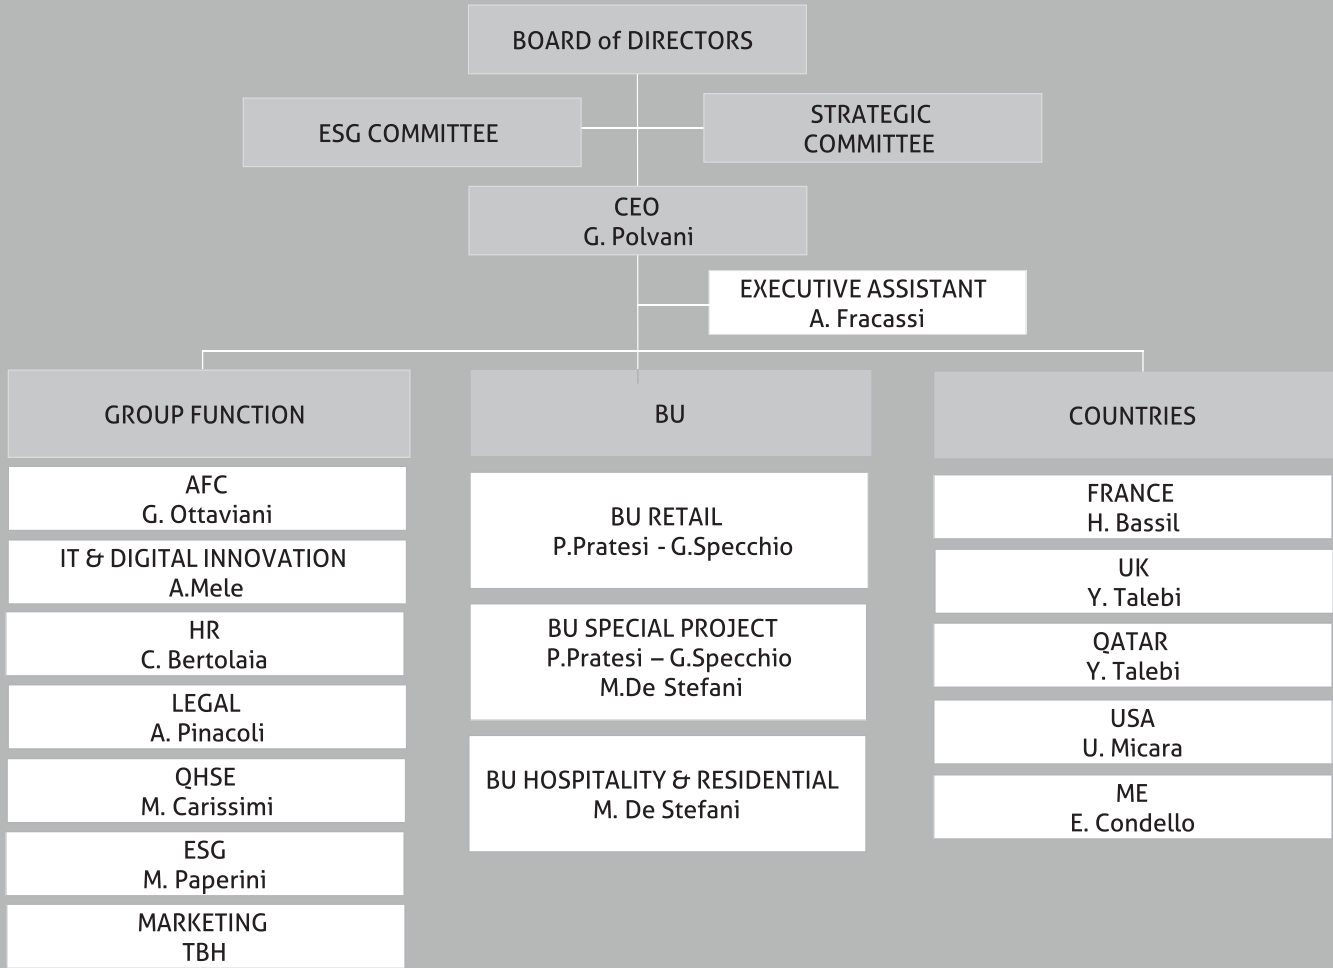 BOARD of DIRECTORS
ESG COMMITTEE
STRATEGIC
COMMITTEE
CEO
G. Polvani
EXECUTIVE ASSISTANT
A. Fracassi
GROUP FUNCTION
AFC
G. Ottaviani
IT & DIGITAL INNOVATION
A.Mele
HR
C. Bertolaia
LEGAL
A. Pinacoli
QHSE
M. Carissimi
ESG
M. Paperini
MARKETING
TBH
BU
BU RETAIL
P.Pratesi - G.Specchio
BU SPECIAL PROJECT
P.Pratesi – G.Specchio
M.De Stefani
BU HOSPITALITY & RESIDENTIAL
M. De Stefani
COUNTRIES
FRANCE
H. Bassil
UK
Y. Talebi
QATAR
Y. Talebi
USA
U. Micara
ME
E. Condello